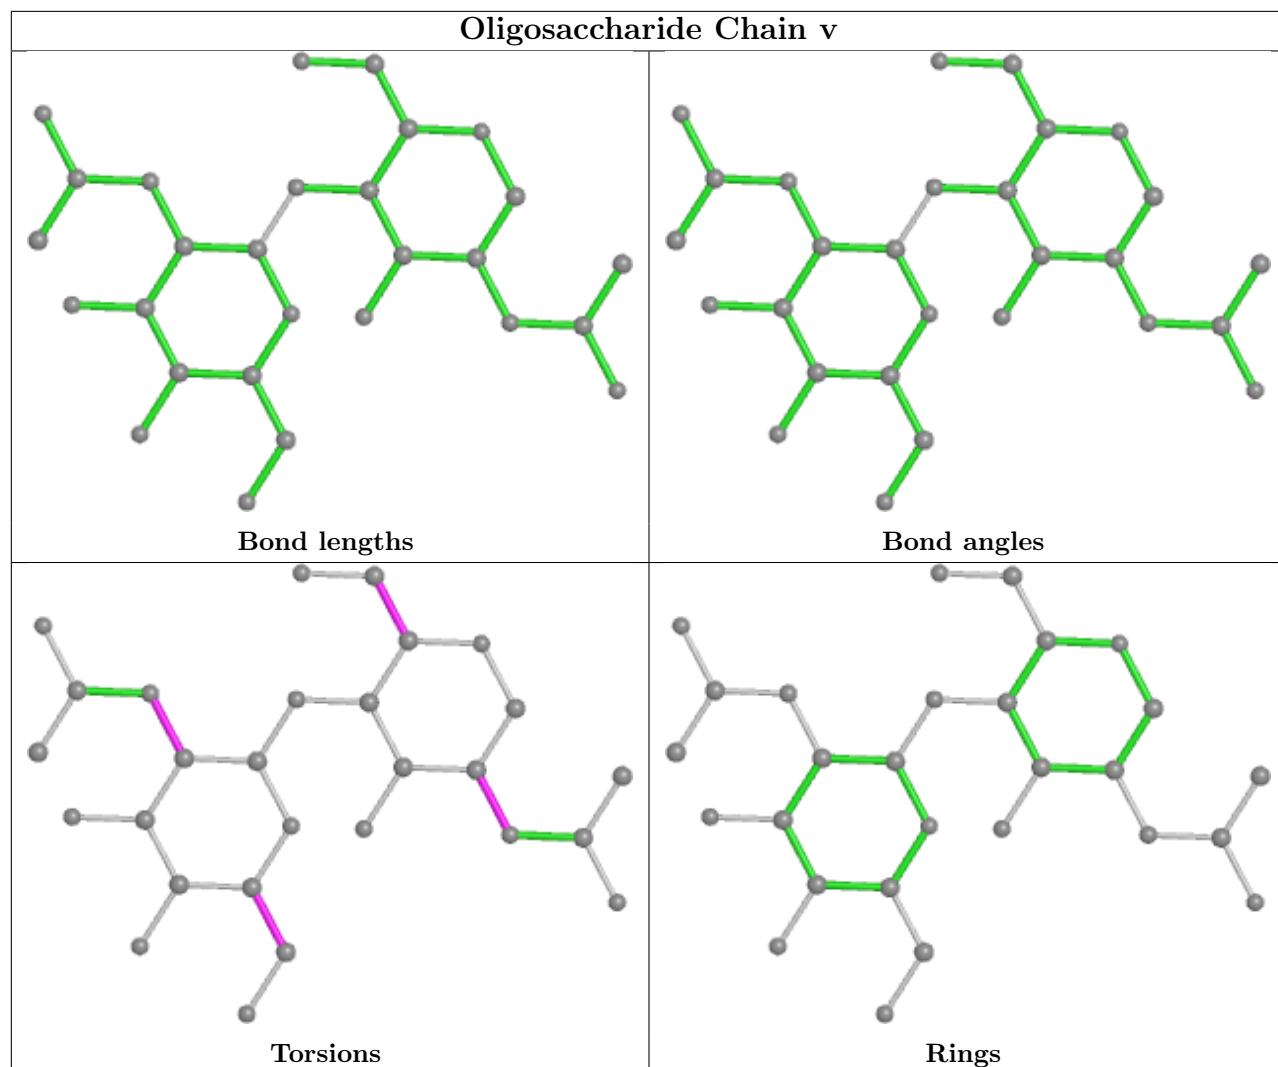 Oligosaccharide Chain v
Bond lengths
Bond angles
Torsions
Rings